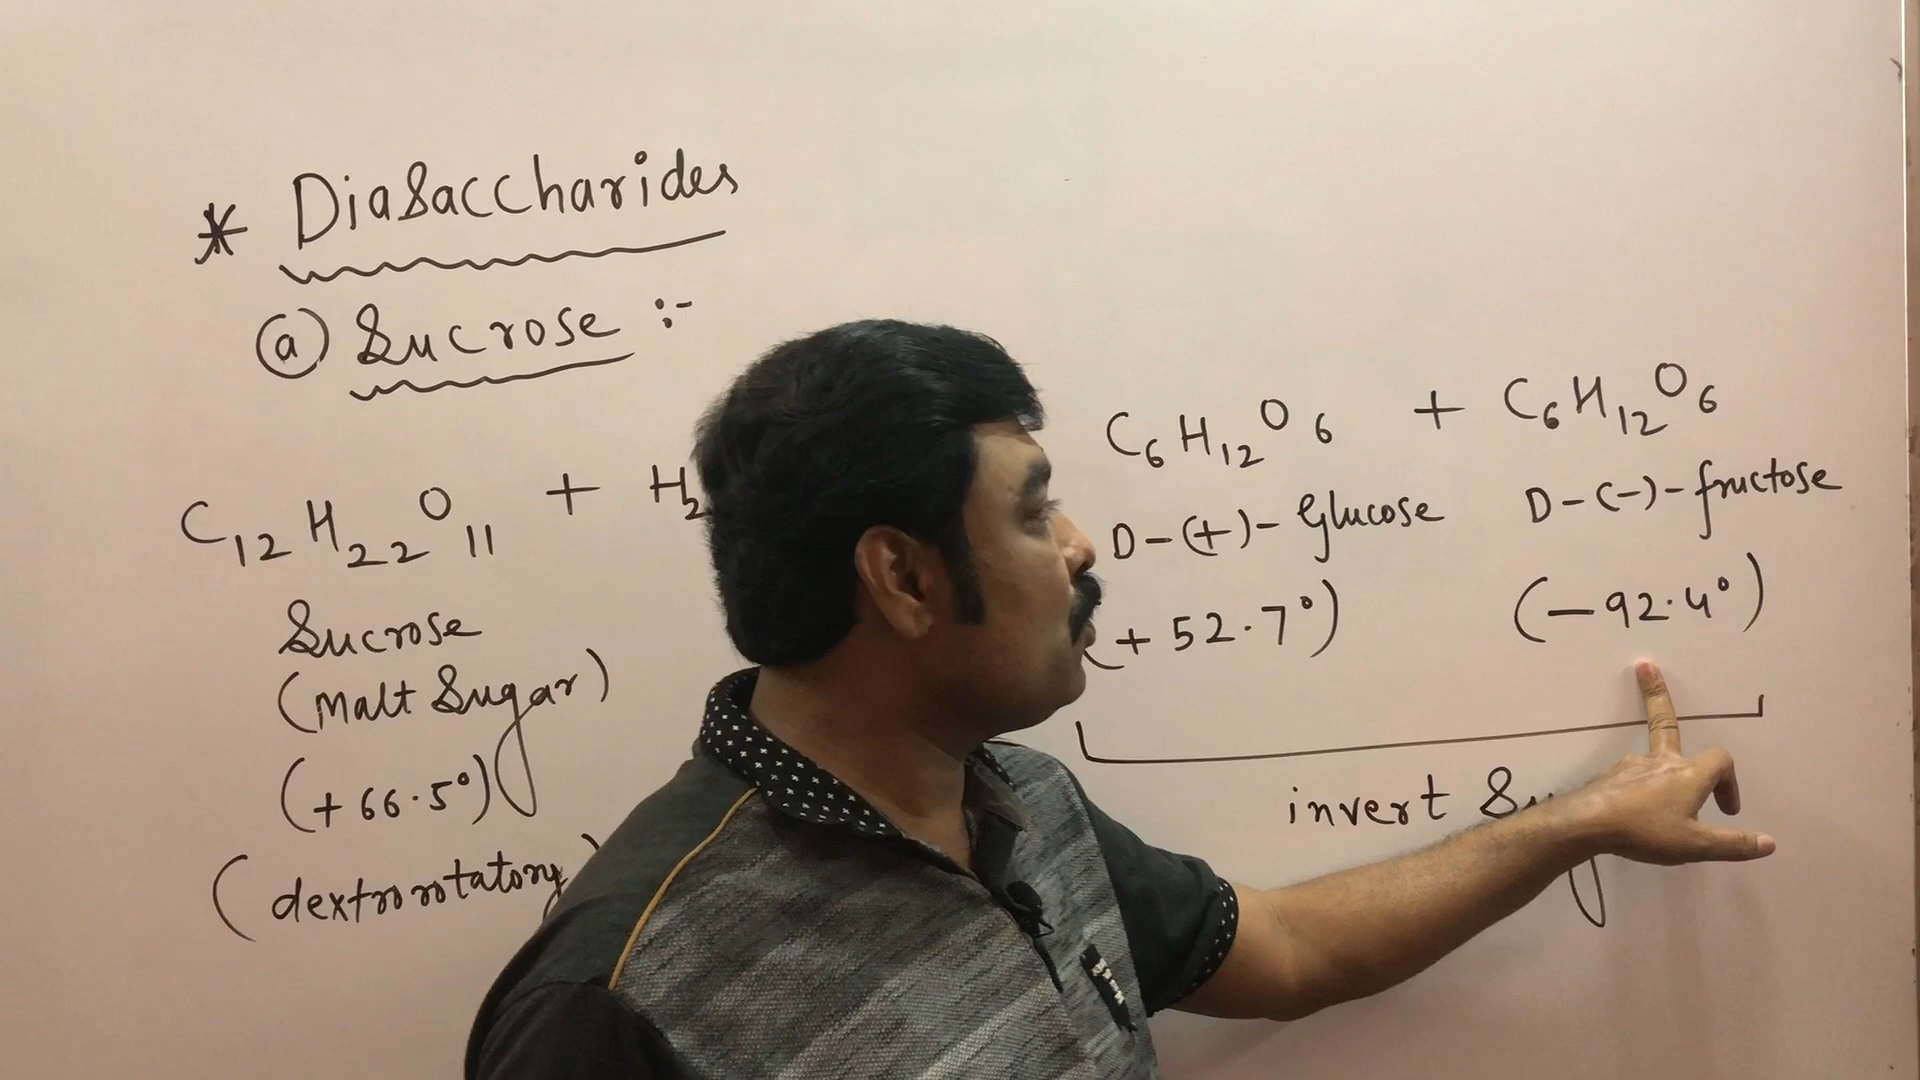 * Diasaccharides
(a) Sucrose :-
C12H22O11 + H2
C6H12O6 + C6H12O6
Sucrose
D-(+)-Glucose D-(-)-fructose
(Malt Sugar)
(+52.7°) (-92.4°)
(+66.5°)
invert
(dextrorotatory)